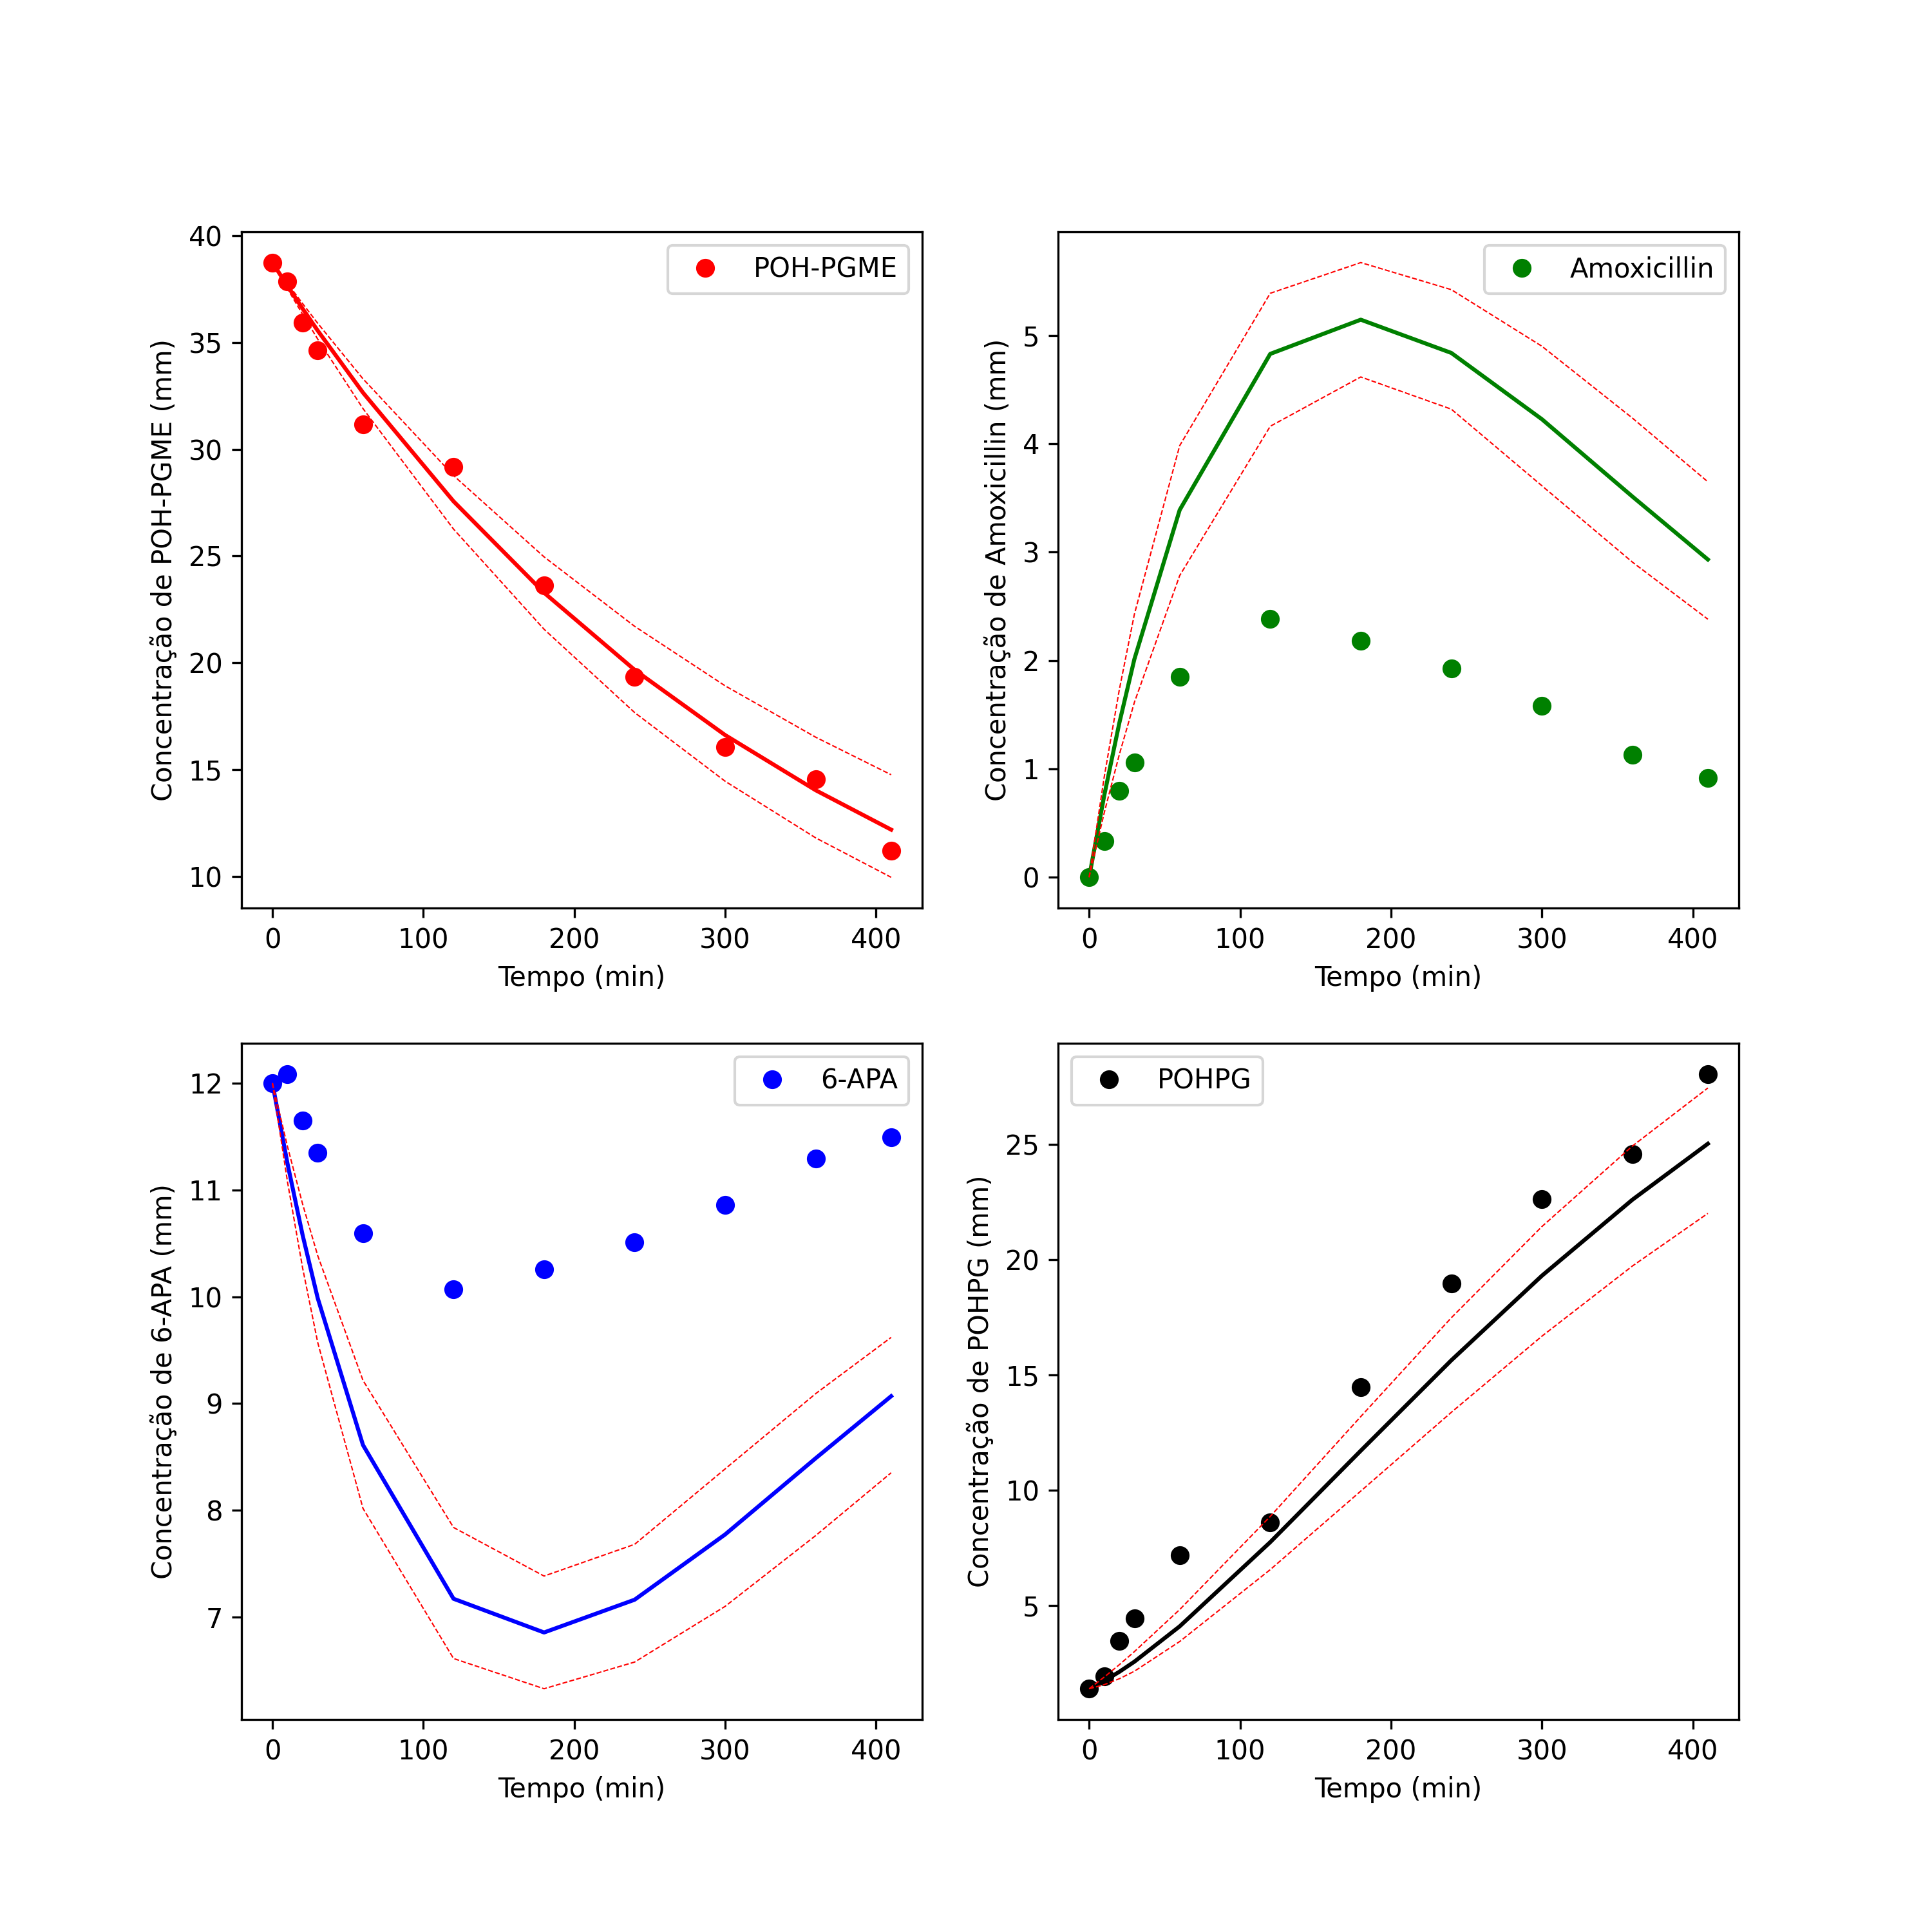 POH-PGME
Concentração de POH-PGME (mm)
40
35
30
25
20
15
10
0 100 200 300 400
Tempo (min)
Amoxicillin
Concentração de Amoxicillin (mm)
5
4
3
2
1
0
0 100 200 300 400
Tempo (min)
6-APA
Concentração de 6-APA (mm)
12
11
10
9
8
7
0 100 200 300 400
Tempo (min)
POHPG
Concentração de POHPG (mm)
25
20
15
10
5
0 100 200 300 400
Tempo (min)